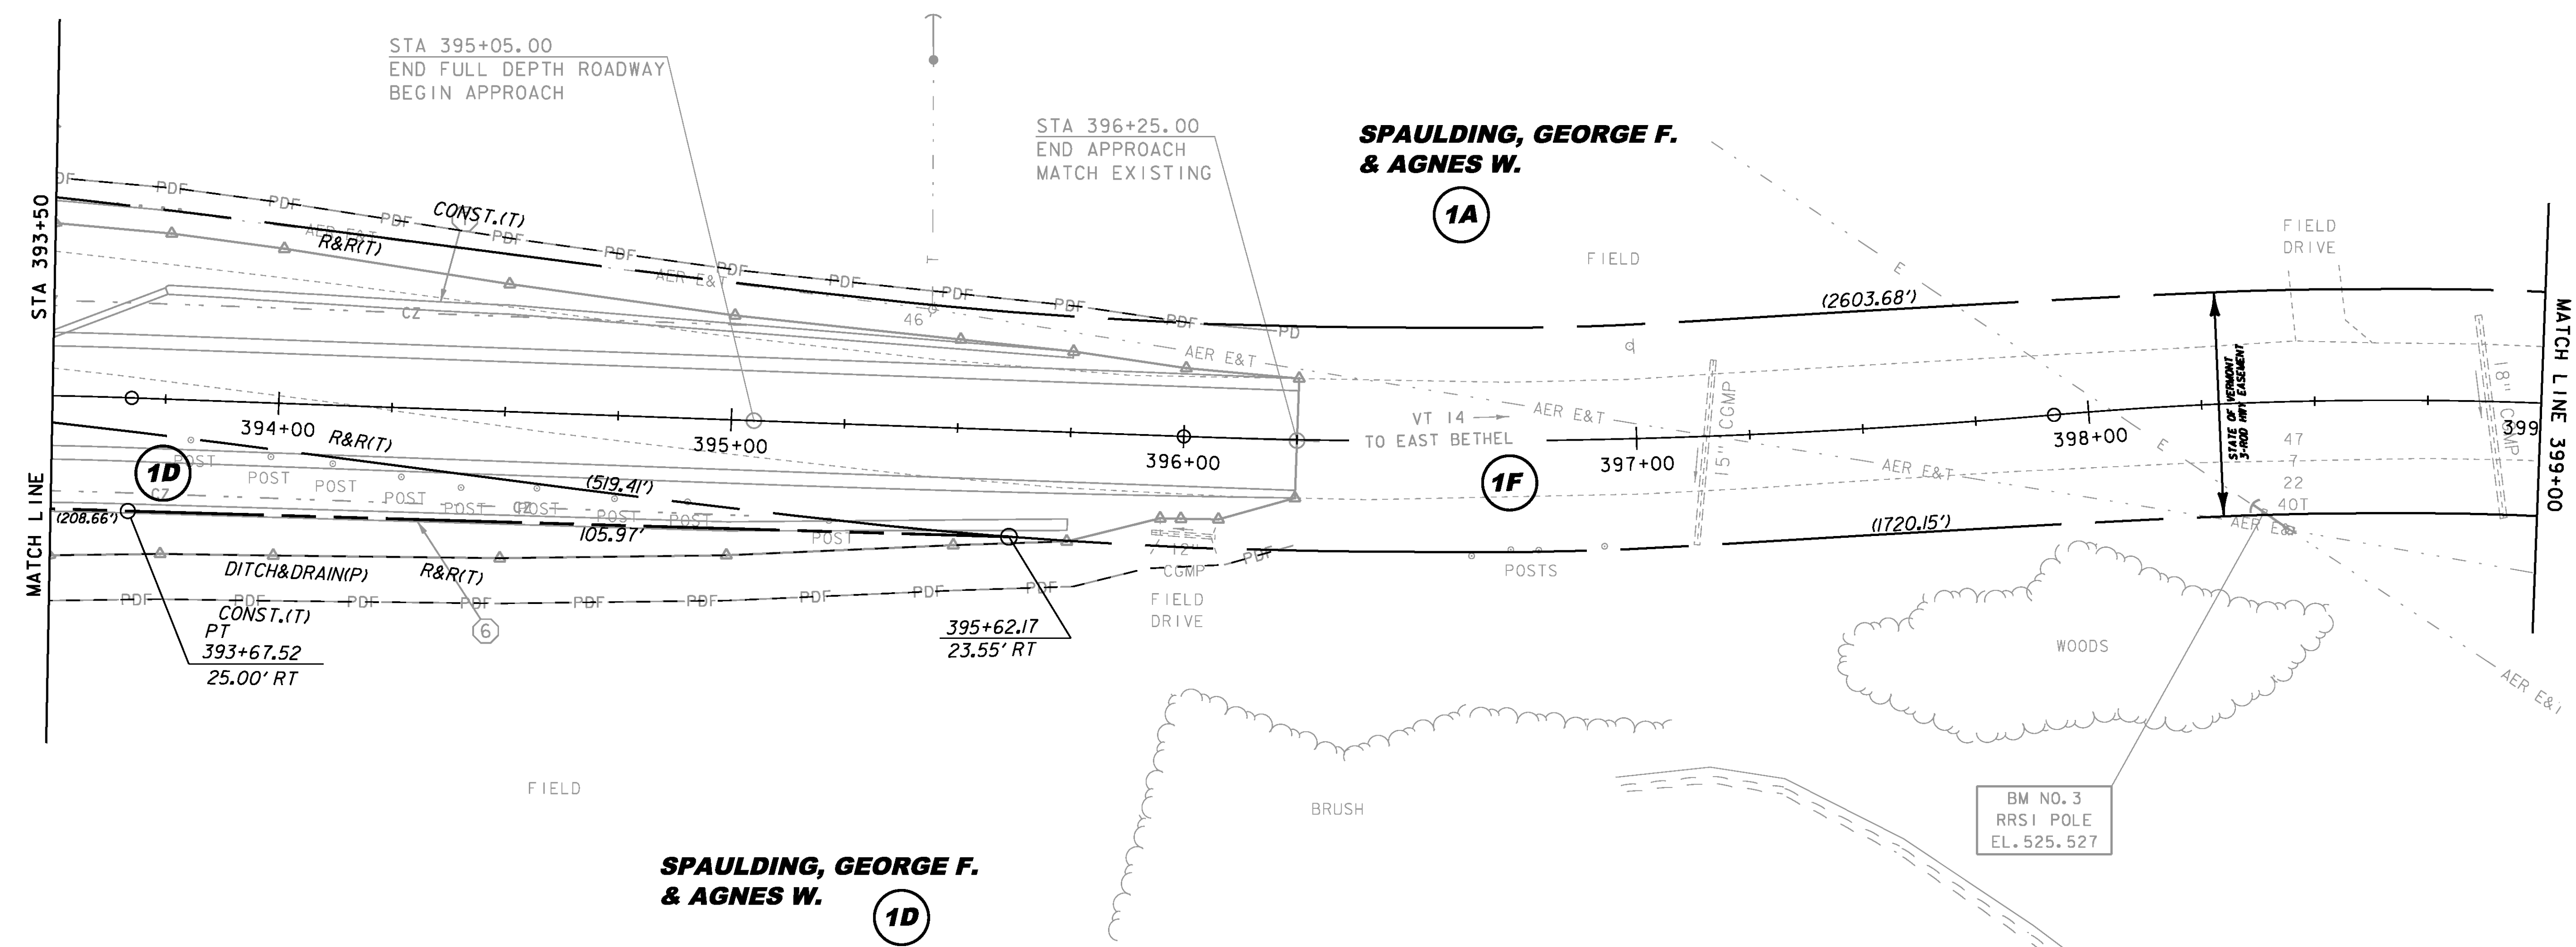 STA 395+05.00
END FULL DEPTH ROADWAY
BEGIN APPROACH
STA 396+25.00
END APPROACH
MATCH EXISTING
SPAULDING, GEORGE F.
& AGNES W.
1A
FIELD
FIELD
DRIVE
STA 393+50
MATCH LINE
MATCH LINE 399+00
PDF PDF PDF PDF PDF PDF PDF PDF PDF PDF PD
CONST.(T)
AER E&T
R&R(T)
AER E&T
CZ
46
T
AER E&T
AER E&T
AER E&T
E
E
(2603.68')
STATE OF VERMONT
3-ROD HWY EASEMENT
15" CGMP
18" CGMP
VT 14
TO EAST BETHEL
394+00
395+00
396+00
397+00
398+00
399
R&R(T)
1D
1F
POST
POST
POST
POST
POST
POST
POST
POST
POST
CZ
CZ
(519.41')
(208.66')
105.97'
(1720.15')
47
7
22
40T
AER E&T
12"
CGMP
FIELD
DRIVE
POSTS
DITCH&DRAIN(P)
R&R(T)
PDF PDF PDF PDF PDF PDF PDF PDF PDF PDF
CONST.(T)
PT
393+67.52
25.00' RT
6
395+62.17
23.55' RT
WOODS
AER E&T
FIELD
BRUSH
BM NO.3
RRSI POLE
EL.525.527
SPAULDING, GEORGE F.
& AGNES W.
1D